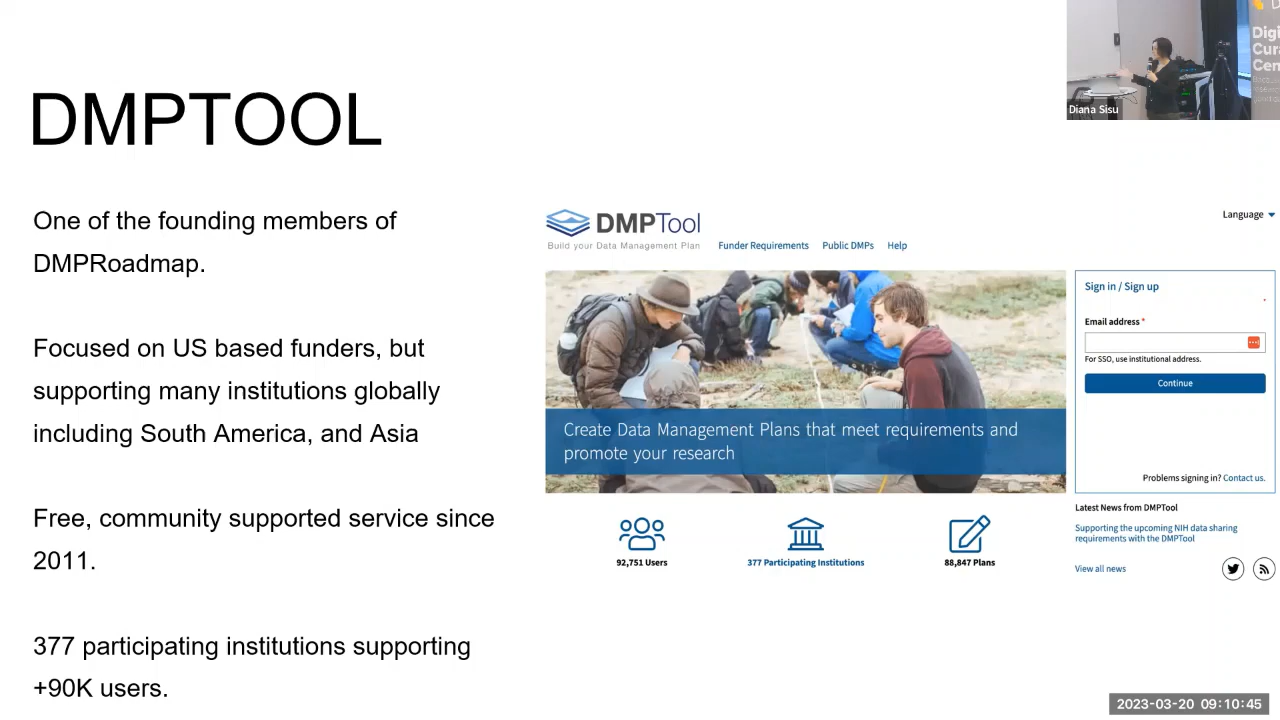 DMPTOOL
One of the founding members of
DMPRoadmap.
Focused on US based funders, but
supporting many institutions globally
including South America, and Asia
Free, community supported service since
2011.
377 participating institutions supporting
+90K users.
Diana Sisu
DMPTool
Build your Data Management Plan
Funder Requirements
Public DMPs
Help
Language
Create Data Management Plans that meet requirements and
promote your research
92,751 Users
377 Participating Institutions
88,847 Plans
Sign in / Sign up
Email address *
For SSO, use institutional address.
Continue
Problems signing in? Contact us.
Latest News from DMPTool
Supporting the upcoming NIH data sharing
requirements with the DMPTool
View all news
2023-03-20 09:10:45